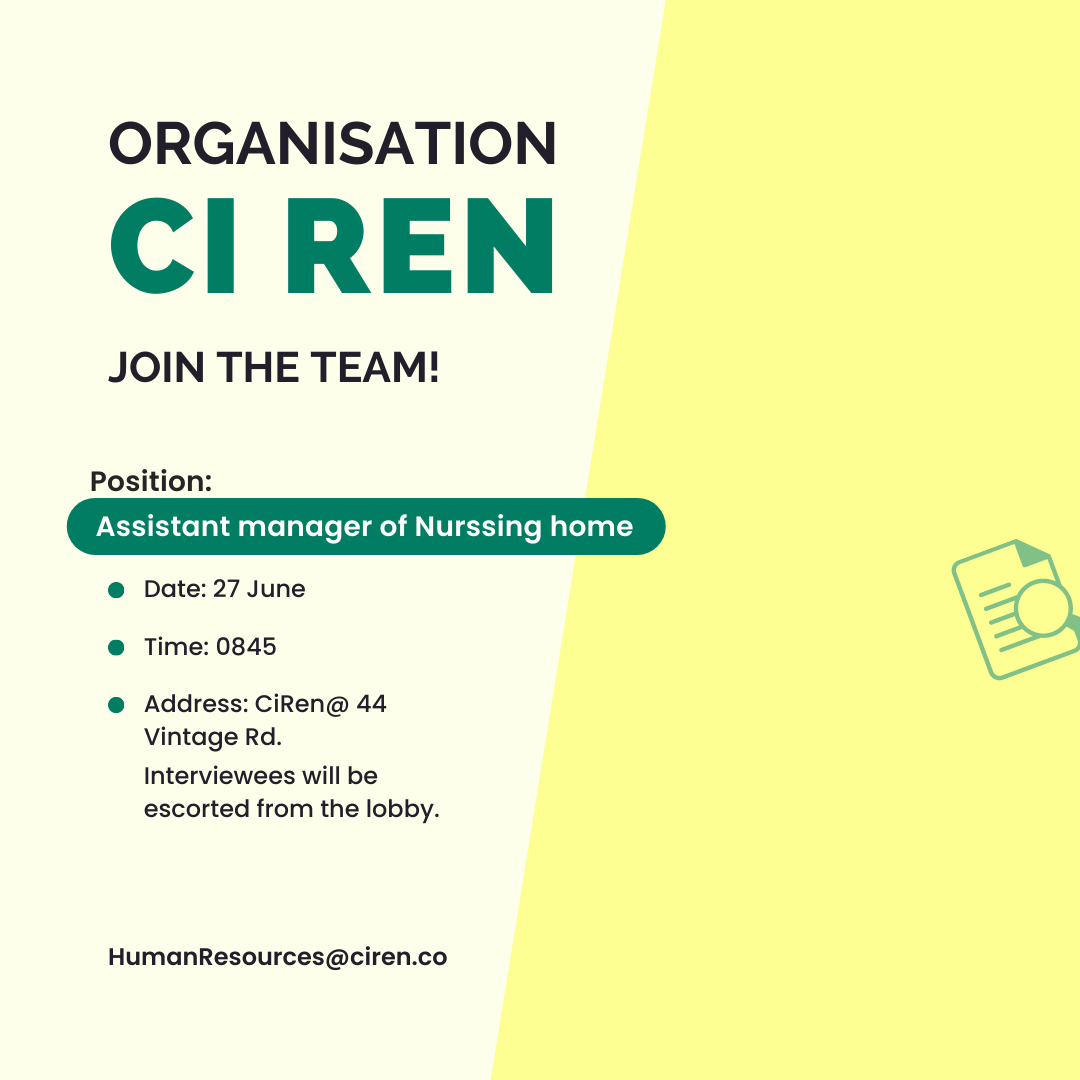 ORGANISATION
CI REN
JOIN THE TEAM!
Position:
Assistant manager of Nurssing home
Date: 27 June
Time: 0845
Address: CiRen@ 44
Vintage Rd.
Interviewees will be
escorted from the lobby.
HumanResources@ciren.co